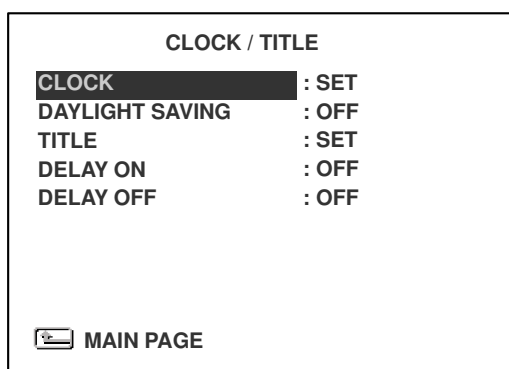 CLOCK / TITLE
CLOCK : SET
DAYLIGHT SAVING : OFF
TITLE : SET
DELAY ON : OFF
DELAY OFF : OFF
MAIN PAGE